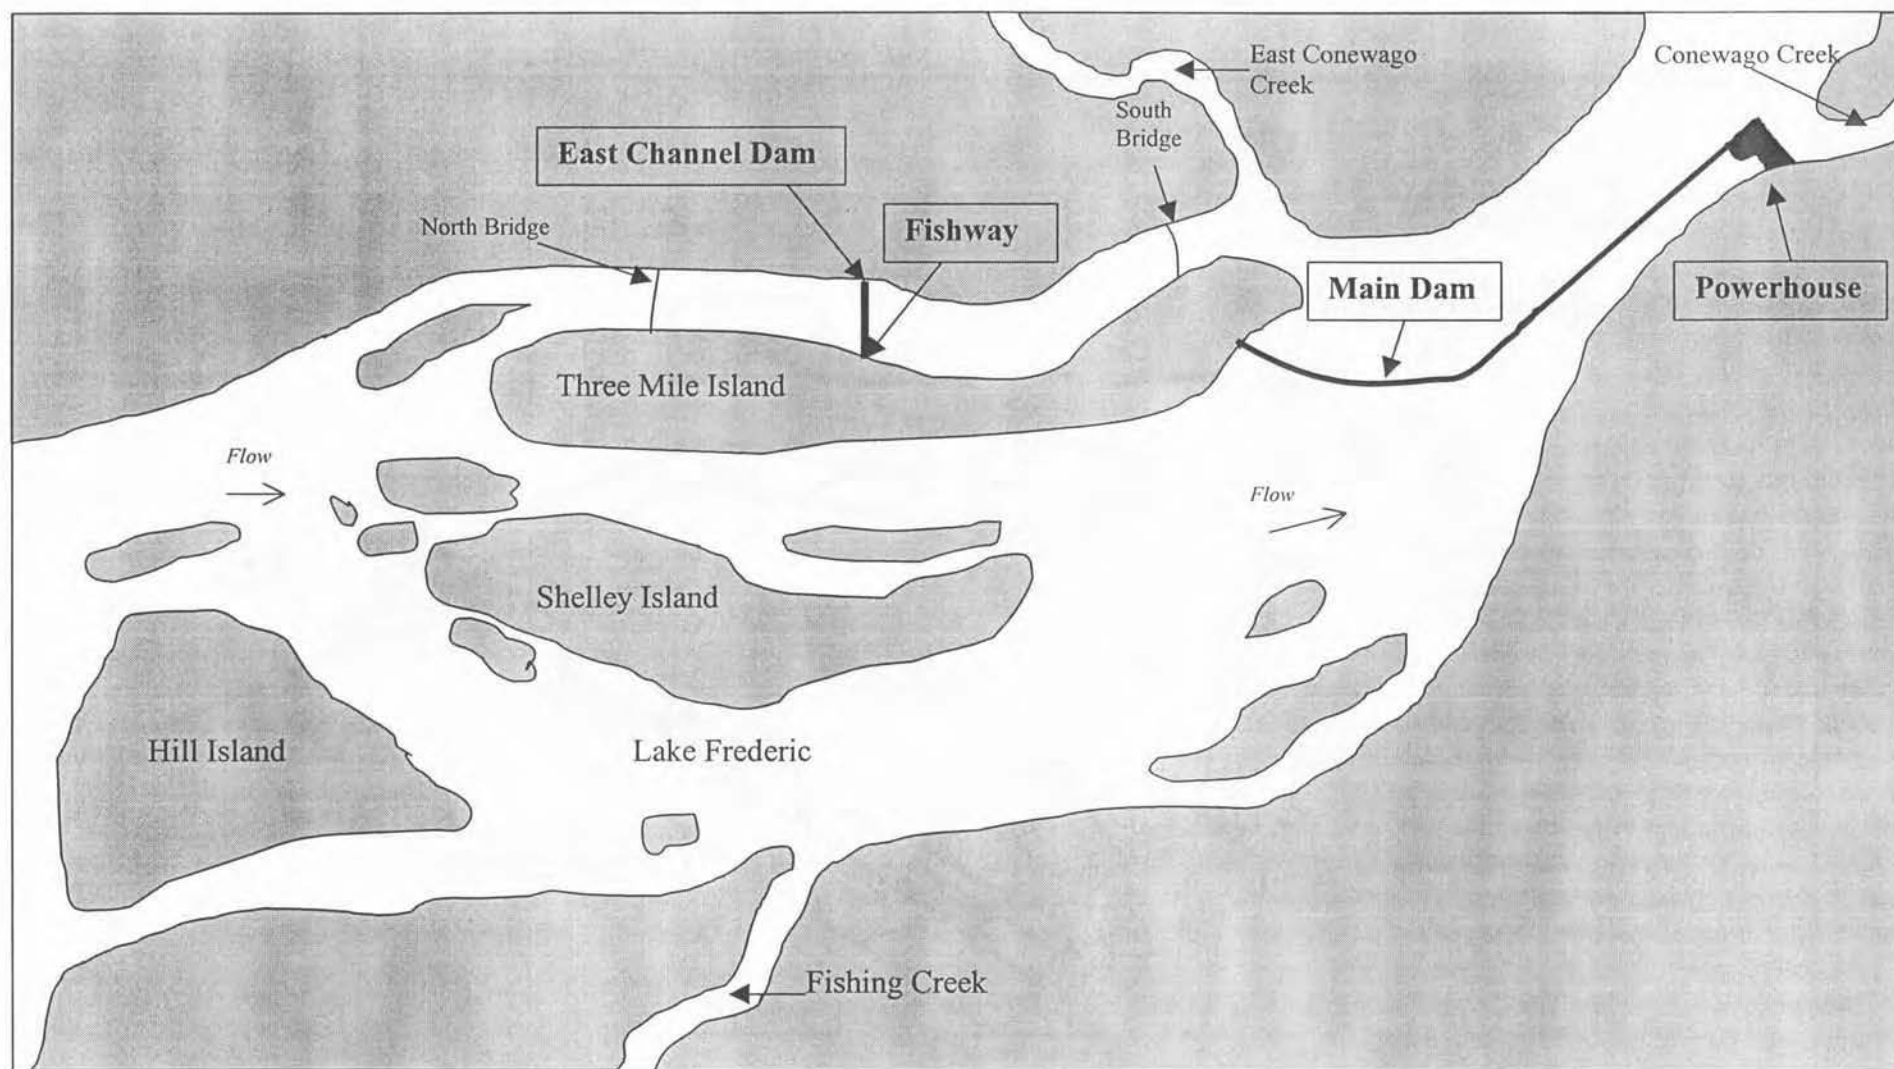 East Conewago
Creek
Conewago Creek
South
Bridge
East Channel Dam
North Bridge
Fishway
Main Dam
Powerhouse
Three Mile Island
Flow
Flow
Shelley Island
Hill Island
Lake Frederic
Fishing Creek